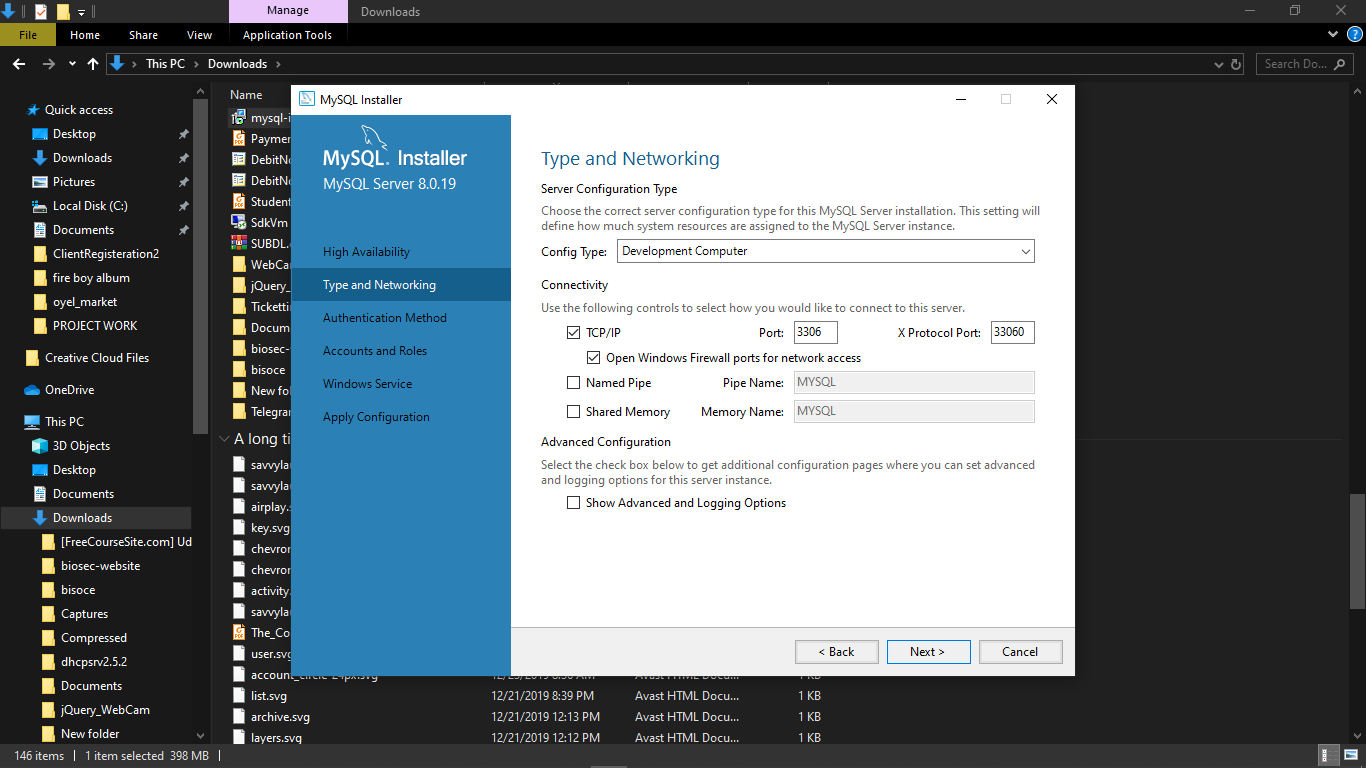 Manage
Downloads
File
Home
Share
View
Application Tools
This PC
Downloads
Search Do...
Quick access
Desktop
Downloads
Pictures
Local Disk (C:)
Documents
ClientRegisteration2
fire boy album
oyel_market
PROJECT WORK
Creative Cloud Files
OneDrive
This PC
3D Objects
Desktop
Documents
Downloads
[FreeCourseSite.com] Ud
biosec-website
bisoce
Captures
Compressed
dhcpsrv2.5.2
Documents
jQuery_WebCam
New folder
Name
mysql-i
Paymen
DebitNo
DebitNo
Student
SdkVm
SUBDL.
WebCa
jQuery_
Ticketti
Docum
biosec-
bisoce
New fol
Telegra
A long ti
savvyla
savvyla
airplay.s
key.svg
chevror
chevror
activity.
savvyla
The_Co
user.svg
account_circle-24px.svg
list.svg 12/21/2019 8:39 PM Avast HTML Docu... 1 KB
archive.svg 12/21/2019 12:13 PM Avast HTML Docu... 1 KB
layers.svg 12/21/2019 12:12 PM Avast HTML Docu... 1 KB
MySQL Installer
MySQL. Installer
MySQL Server 8.0.19
High Availability
Type and Networking
Authentication Method
Accounts and Roles
Windows Service
Apply Configuration
Type and Networking
Server Configuration Type
Choose the correct server configuration type for this MySQL Server installation. This setting will
define how much system resources are assigned to the MySQL Server instance.
Config Type: Development Computer
Connectivity
Use the following controls to select how you would like to connect to this server.
TCP/IP Port: 3306 X Protocol Port: 33060
Open Windows Firewall ports for network access
Named Pipe Pipe Name: MYSQL
Shared Memory Memory Name: MYSQL
Advanced Configuration
Select the check box below to get additional configuration pages where you can set advanced
and logging options for this server instance.
Show Advanced and Logging Options
< Back
Next >
Cancel
146 items
1 item selected 398 MB